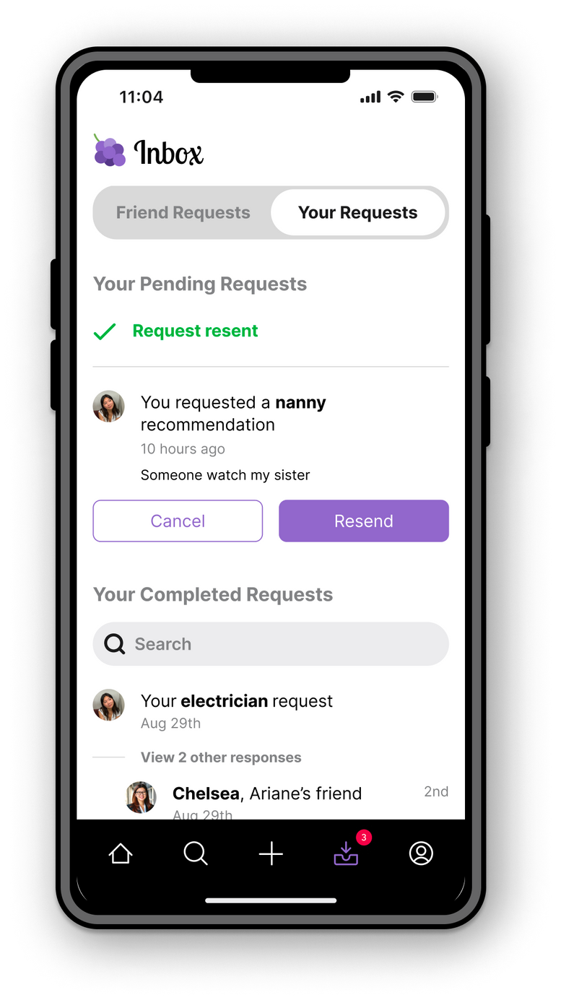 11:04
Inbox
Friend Requests
Your Requests
Your Pending Requests
Request resent
You requested a nanny
recommendation
10 hours ago
Someone watch my sister
Cancel
Resend
Your Completed Requests
Search
Your electrician request
Aug 29th
View 2 other responses
Chelsea, Ariane’s friend
2nd
Aug 29th
3